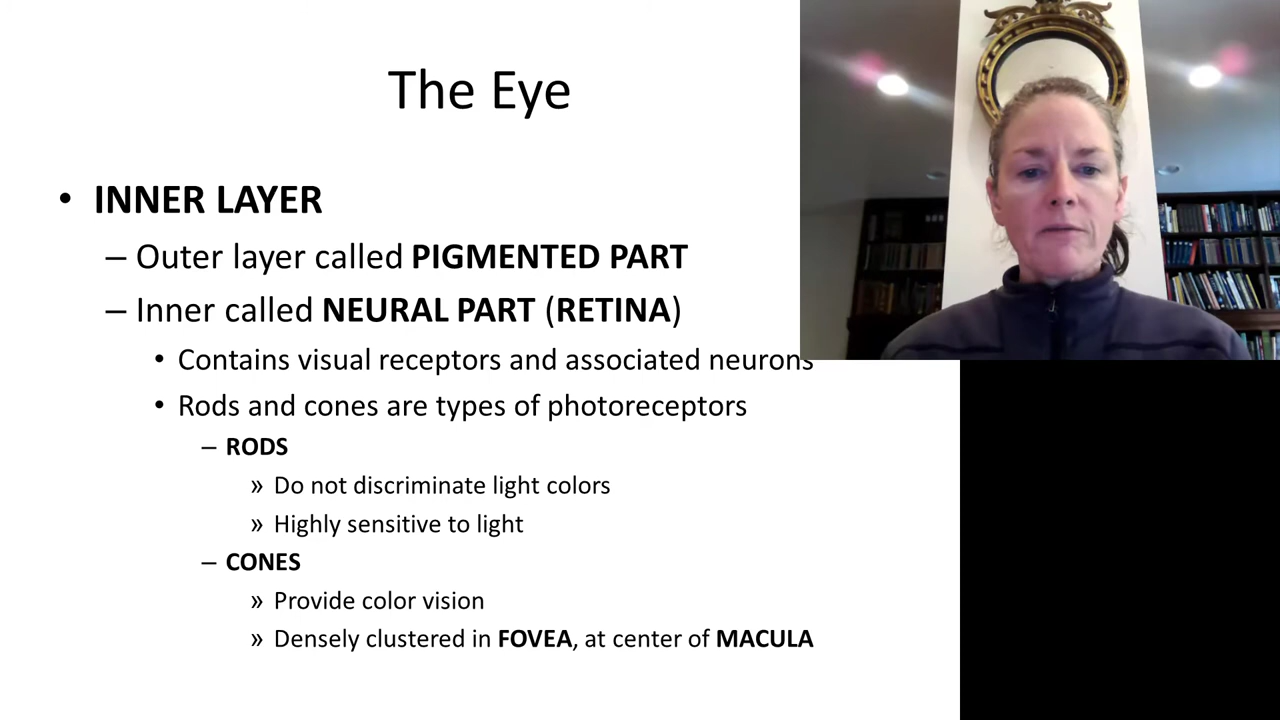 The Eye
• INNER LAYER
– Outer layer called PIGMENTED PART
– Inner called NEURAL PART (RETINA)
• Contains visual receptors and associated neurons
• Rods and cones are types of photoreceptors
– RODS
» Do not discriminate light colors
» Highly sensitive to light
– CONES
» Provide color vision
» Densely clustered in FOVEA, at center of MACULA